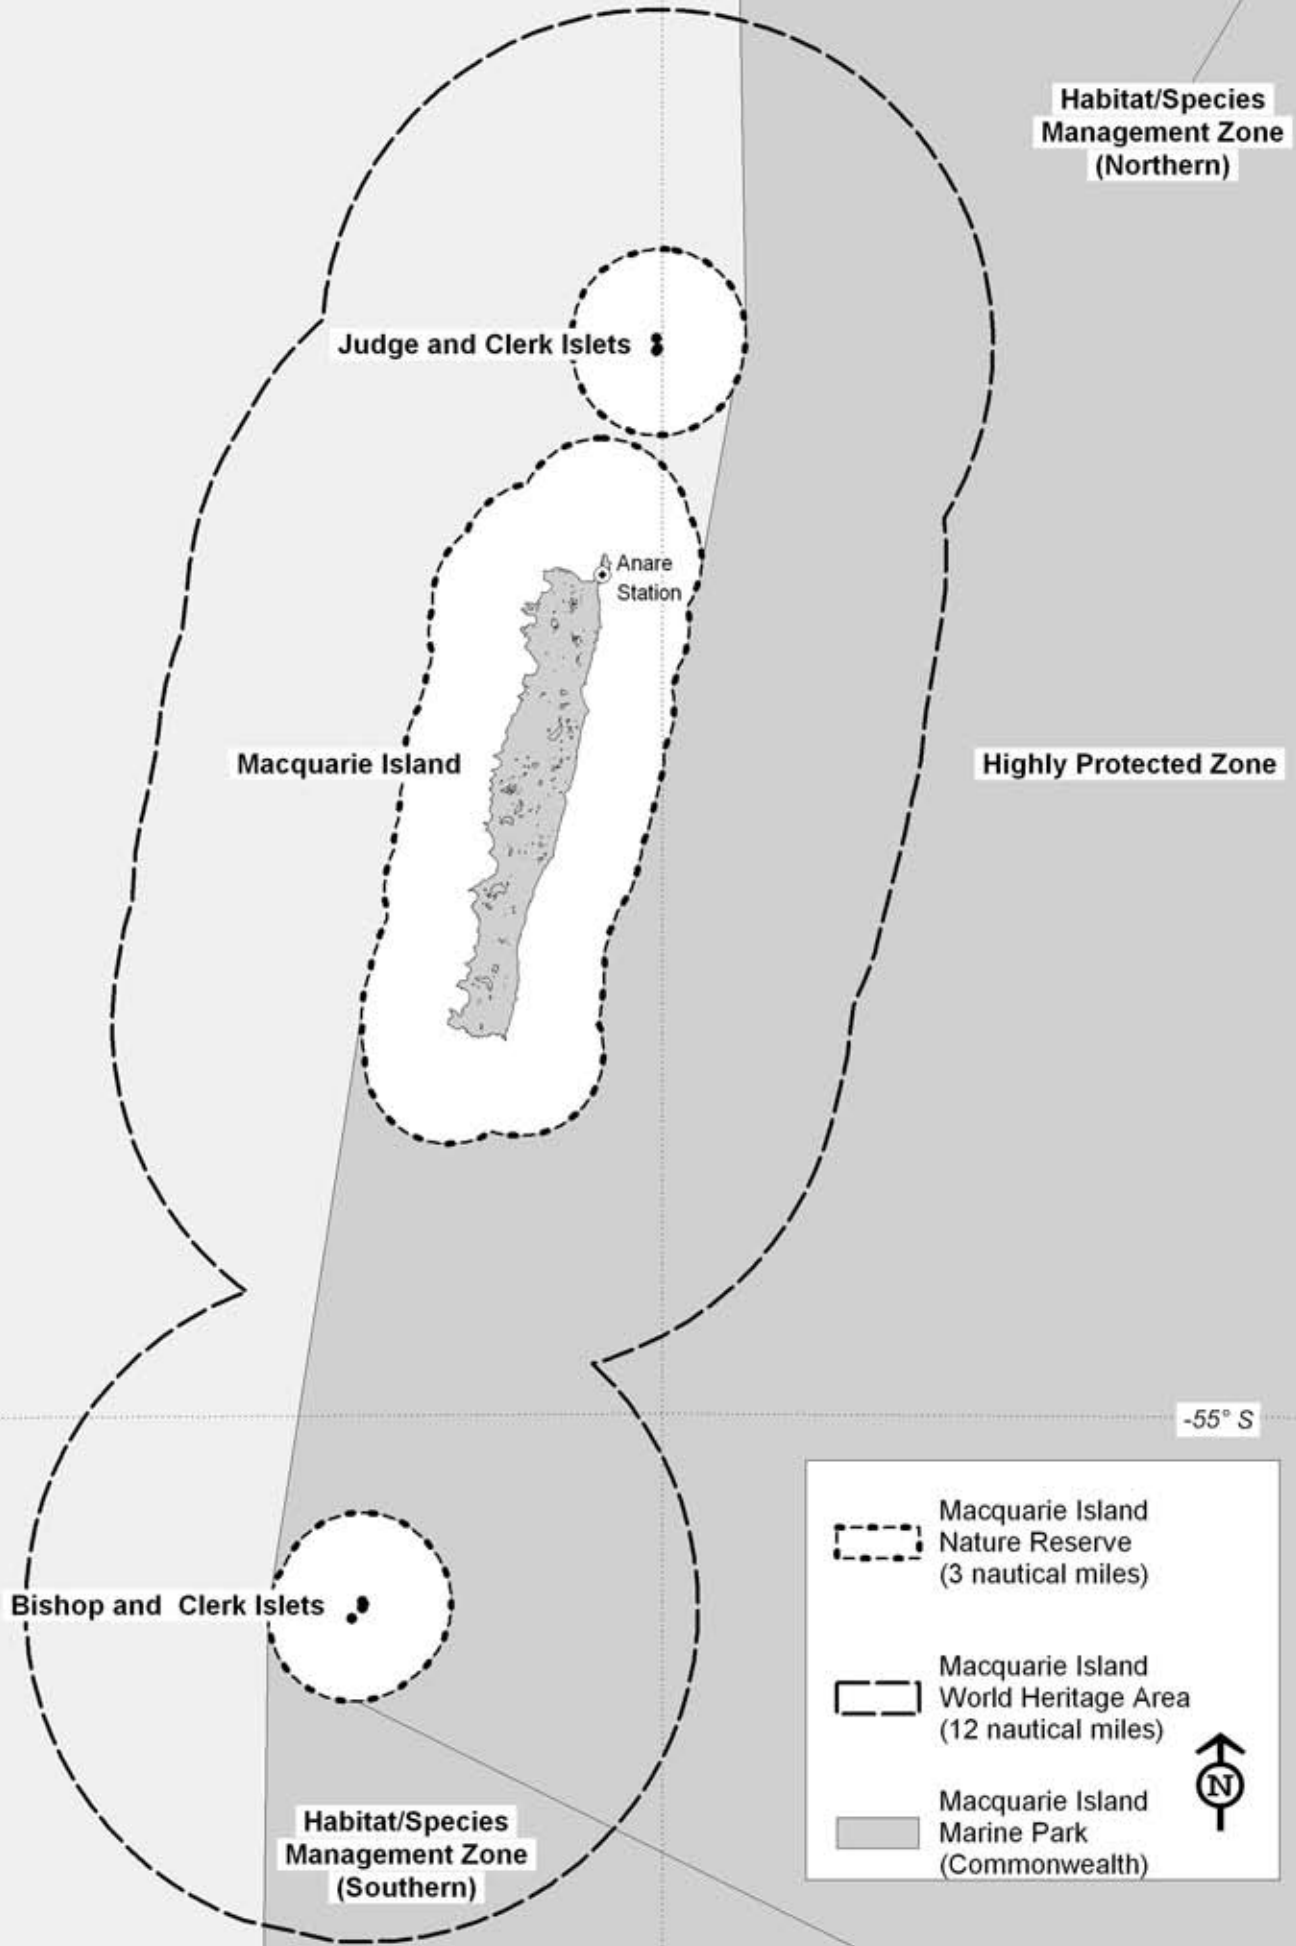 Habitat/Species
Management Zone
(Northern)
Judge and Clerk Islets
Anare
Station
Macquarie Island
Highly Protected Zone
-55° S
Bishop and Clerk Islets
Habitat/Species
Management Zone
(Southern)
Macquarie Island
Nature Reserve
(3 nautical miles)
Macquarie Island
World Heritage Area
(12 nautical miles)
N
Macquarie Island
Marine Park
(Commonwealth)